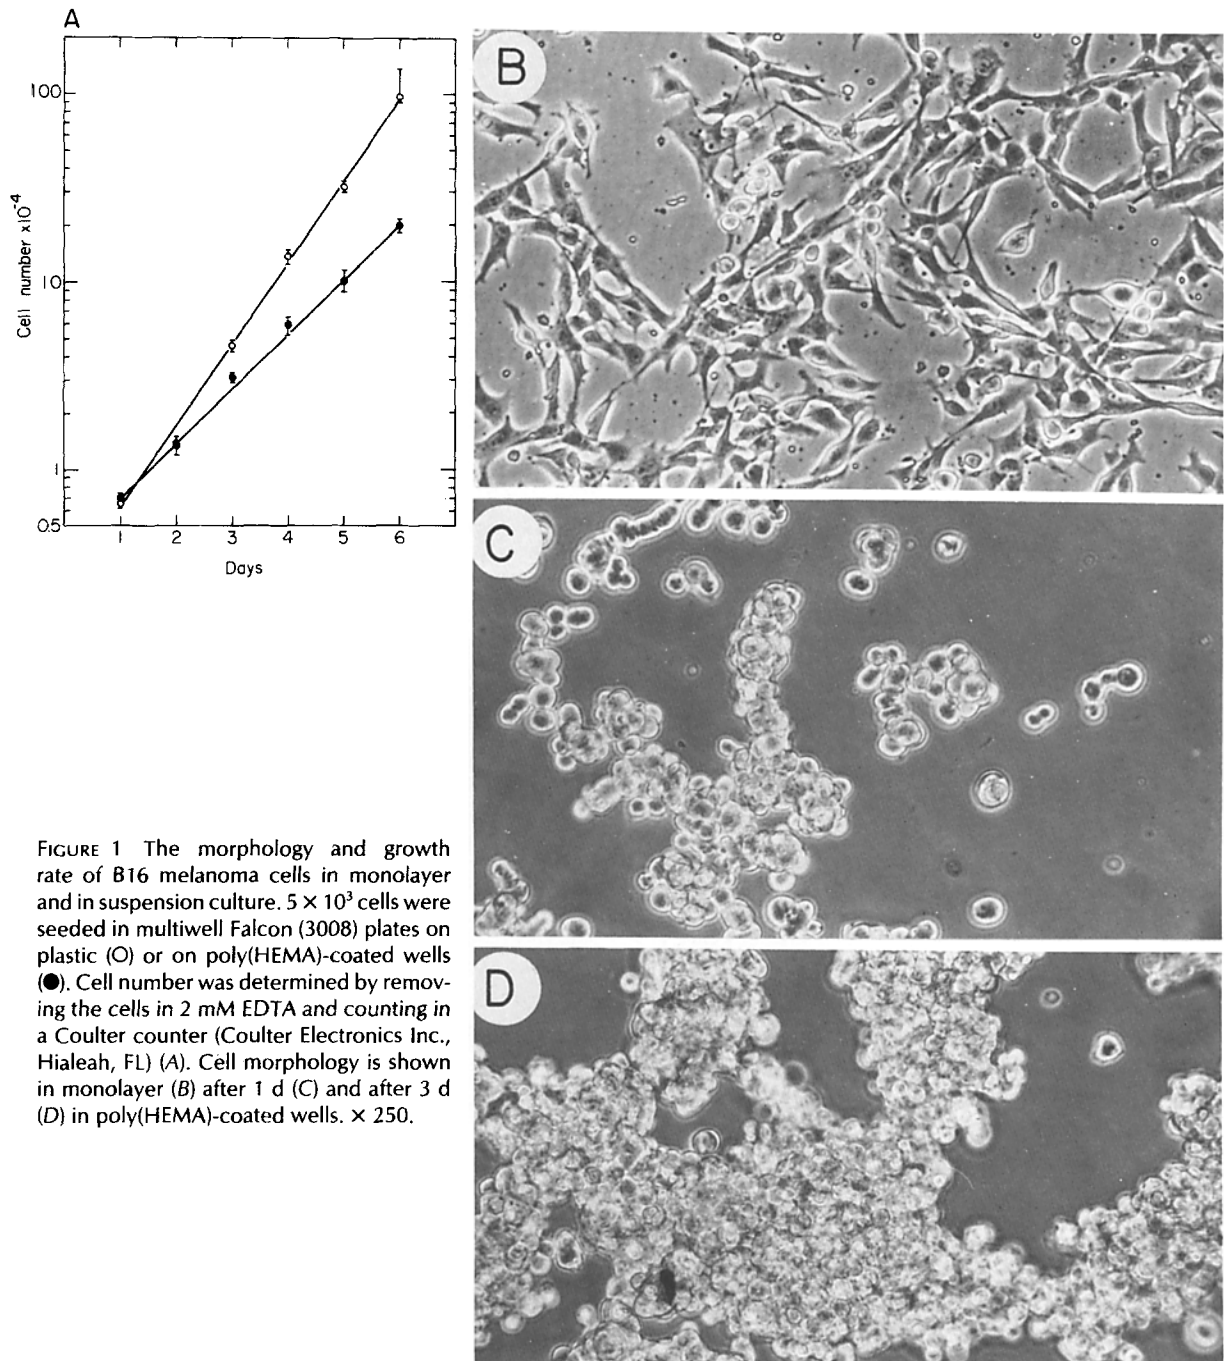 A
100
10
1
0.5
Cell number x10-4
1 2 3 4 5 6
Days
B
C
D
FIGURE 1 The morphology and growth
rate of B16 melanoma cells in monolayer
and in suspension culture. 5 × 10³ cells were
seeded in multiwell Falcon (3008) plates on
plastic (O) or on poly(HEMA)-coated wells
(●). Cell number was determined by remov-
ing the cells in 2 mM EDTA and counting in
a Coulter counter (Coulter Electronics Inc.,
Hialeah, FL) (A). Cell morphology is shown
in monolayer (B) after 1 d (C) and after 3 d
(D) in poly(HEMA)-coated wells. × 250.